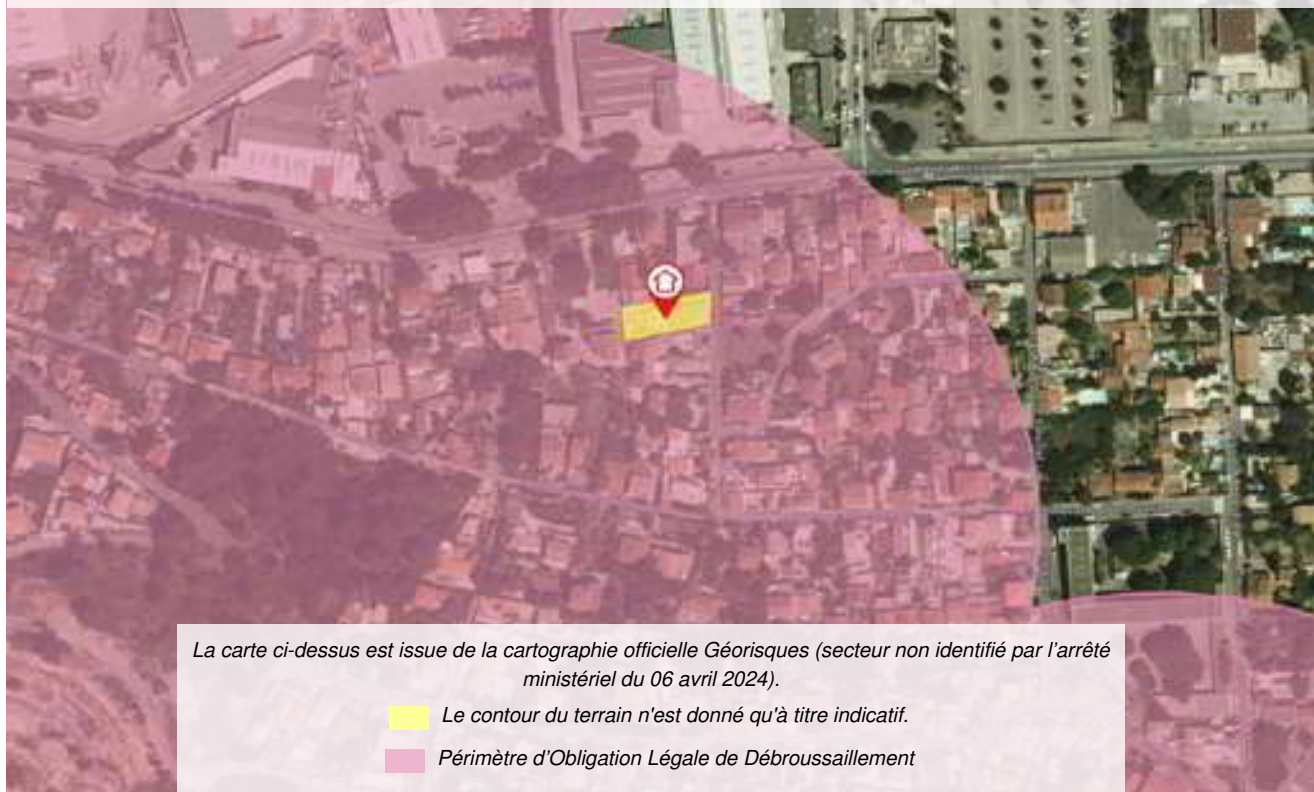 La carte ci-dessus est issue de la cartographie officielle Géorisques (secteur non identifié par l'arrêté
ministériel du 06 avril 2024).
Le contour du terrain n'est donné qu'à titre indicatif.
Périmètre d'Obligation Légale de Débroussaillement